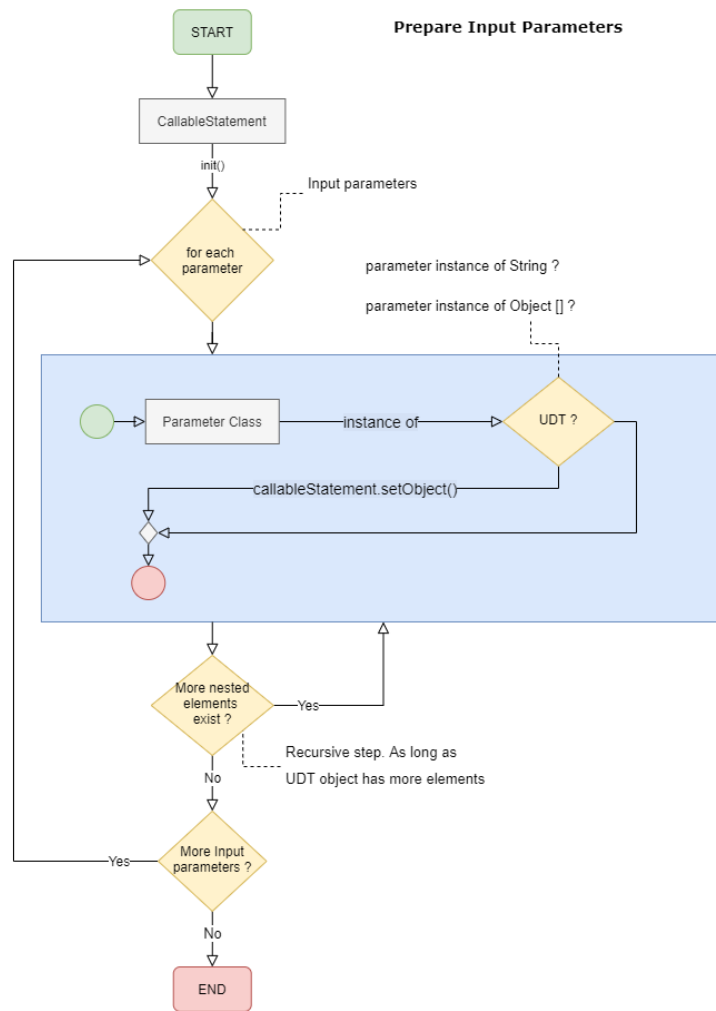 START
Prepare Input Parameters
CallableStatement
init()
Input parameters
for each
parameter
parameter instance of String ?
parameter instance of Object [] ?
Parameter Class
instance of
UDT ?
callableStatement.setObject()
More nested
elements
exist ?
Yes
Recursive step. As long as
UDT object has more elements
No
More Input
parameters ?
Yes
No
END